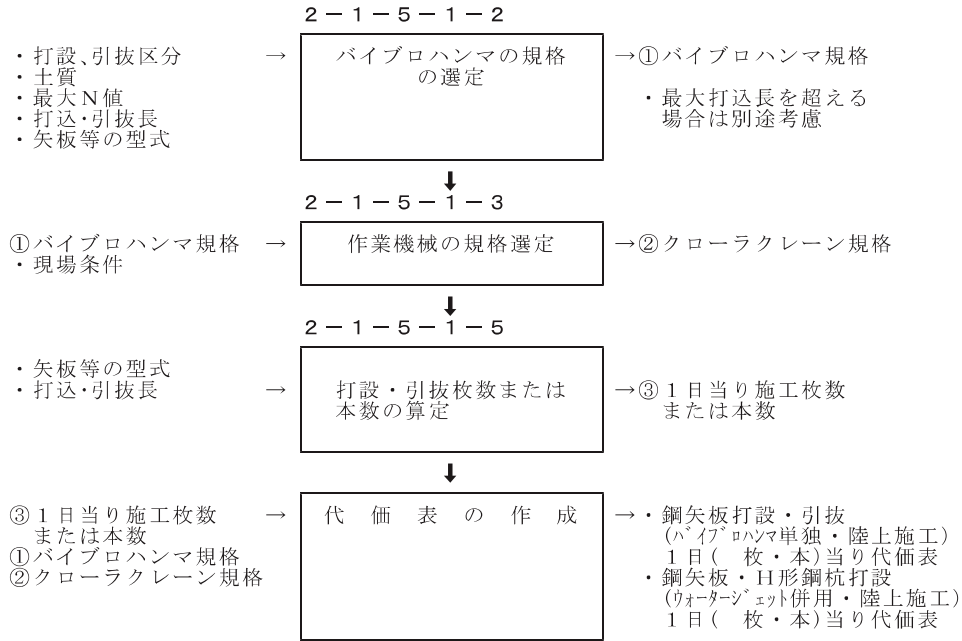 ２－１－５－１－２
・打設、引抜区分
・土質
・最大Ｎ値
・打込・引抜長
・矢板等の型式
→
バイブロハンマの規格
の選定
→①バイブロハンマ規格
・最大打込長を超える
場合は別途考慮
⬇
２－１－５－１－３
①バイブロハンマ規格
・現場条件
→
作業機械の規格選定
→②クローラクレーン規格
⬇
２－１－５－１－５
・矢板等の型式
・打込・引抜長
→
打設・引抜枚数または
本数の算定
→③１日当り施工枚数
または本数
⬇
③１日当り施工枚数
または本数
①バイブロハンマ規格
②クローラクレーン規格
→
代　価　表　の　作　成
→・鋼矢板打設・引抜
(ﾊﾞｲﾌﾞﾛﾊﾝﾏ単独・陸上施工)
１日(　枚・本)当り代価表
・鋼矢板・Ｈ形鋼杭打設
(ｳｫｰﾀｰｼﾞｪｯﾄ併用・陸上施工)
１日(　枚・本)当り代価表